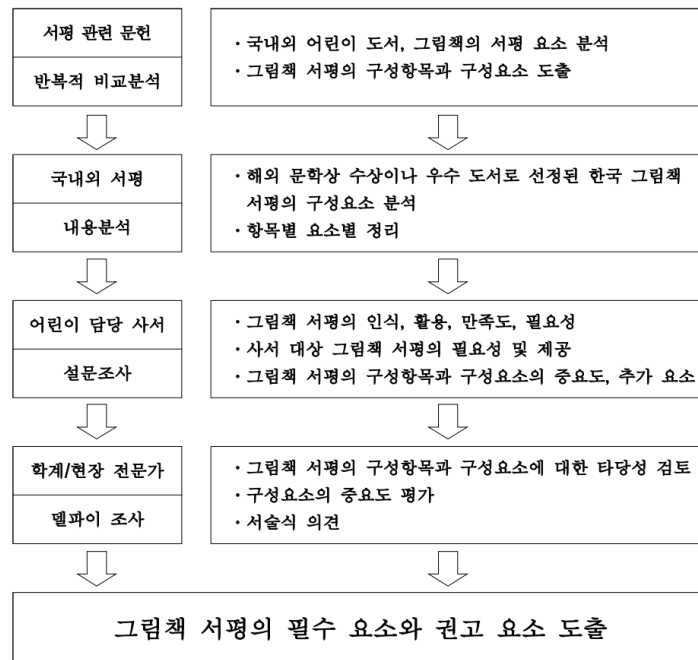 서평 관련 문헌
반복적 비교분석
· 국내외 어린이 도서, 그림책의 서평 요소 분석
· 그림책 서평의 구성항목과 구성요소 도출
국내외 서평
내용분석
· 해외 문학상 수상이나 우수 도서로 선정된 한국 그림책
서평의 구성요소 분석
· 항목별 요소별 정리
어린이 담당 사서
설문조사
· 그림책 서평의 인식, 활용, 만족도, 필요성
· 사서 대상 그림책 서평의 필요성 및 제공
· 그림책 서평의 구성항목과 구성요소의 중요도, 추가 요소
학계/현장 전문가
델파이 조사
· 그림책 서평의 구성항목과 구성요소에 대한 타당성 검토
· 구성요소의 중요도 평가
· 서술식 의견
그림책 서평의 필수 요소와 권고 요소 도출